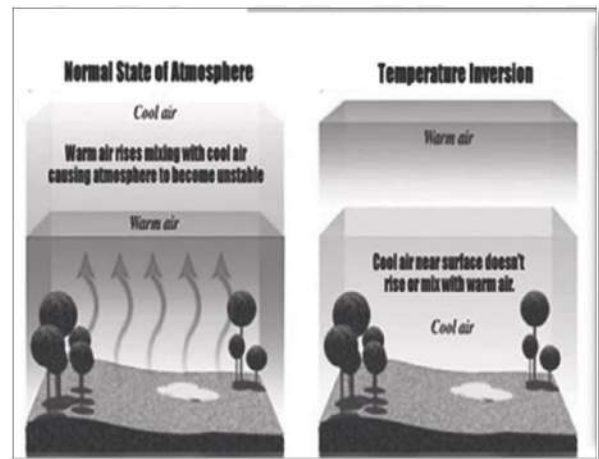 Normal State of Atmosphere
Cool air
Warm air rises mixing with cool air
causing atmosphere to become unstable
Warm air
Temperature Inversion
Warm air
Cool air near surface doesn't
rise or mix with warm air.
Cool air